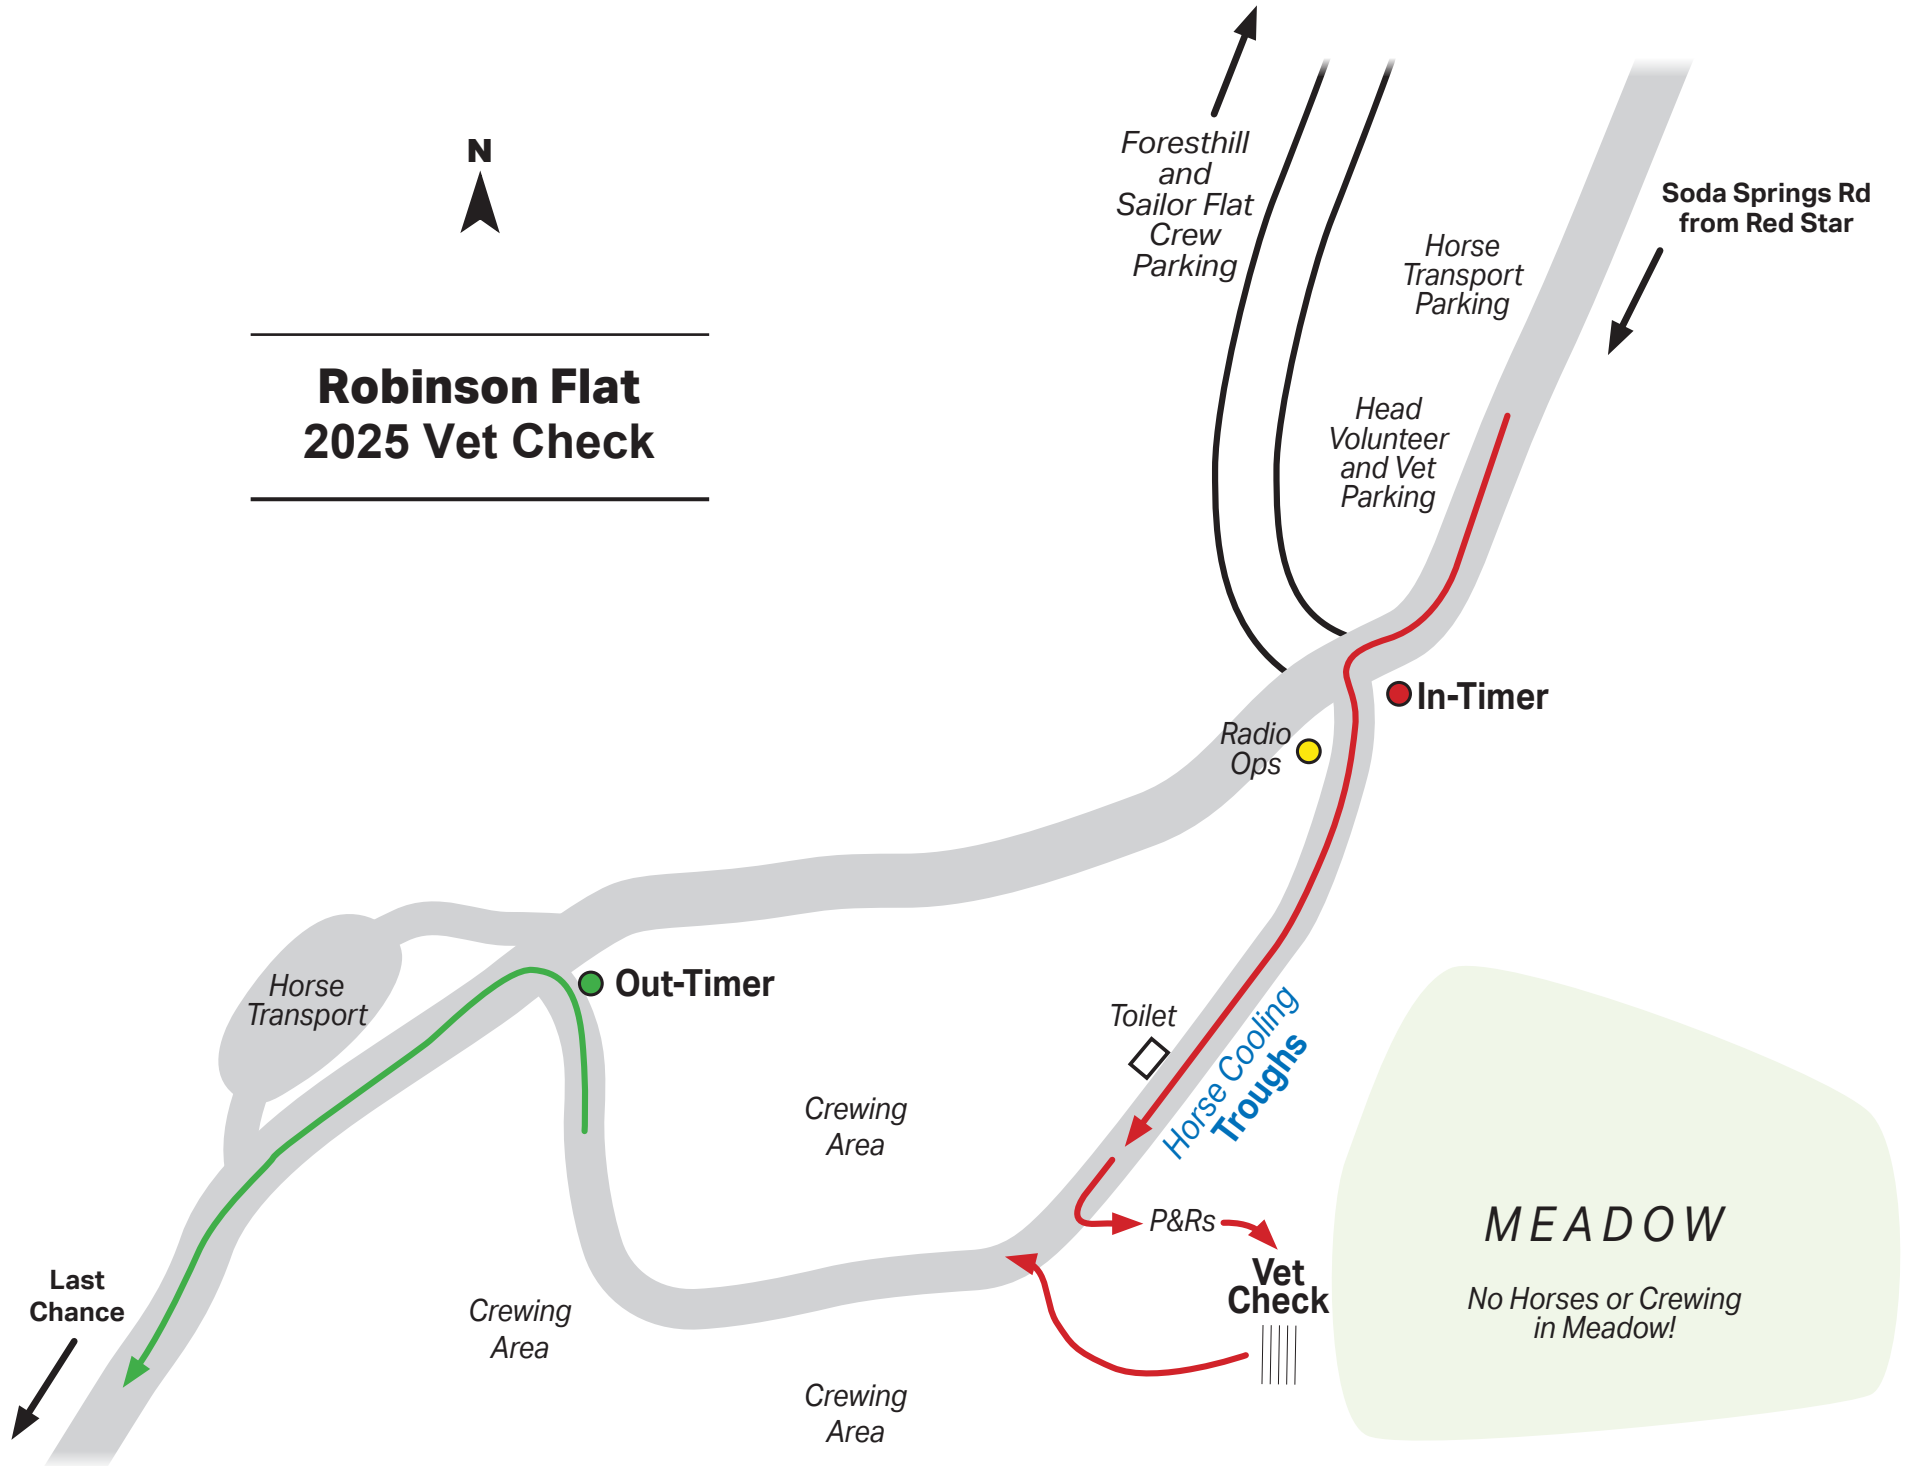 N
Robinson Flat
2025 Vet Check
Foresthill
and
Sailor Flat
Crew
Parking
Soda Springs Rd
from Red Star
Horse
Transport
Parking
Head
Volunteer
and Vet
Parking
In-Timer
Radio
Ops
Horse
Transport
Out-Timer
Toilet
Horse Cooling
Troughs
Crewing
Area
P&Rs
Vet
Check
MEADOW
No Horses or Crewing
in Meadow!
Last
Chance
Crewing
Area
Crewing
Area